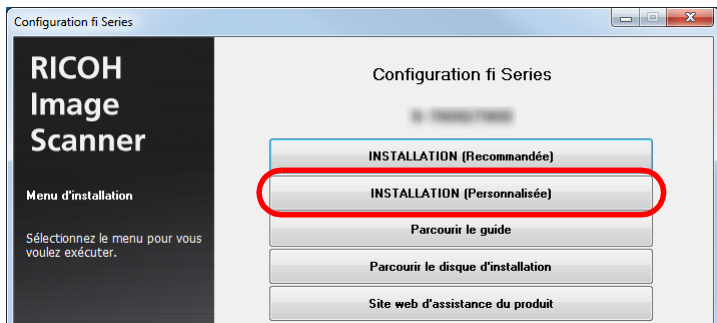 Configuration fi Series
RICOH
Image
Scanner
Menu d'installation
Sélectionnez le menu pour vous
voulez exécuter.
Configuration fi Series
INSTALLATION (Recommandée)
INSTALLATION (Personnalisée)
Parcourir le guide
Parcourir le disque d'installation
Site web d'assistance du produit